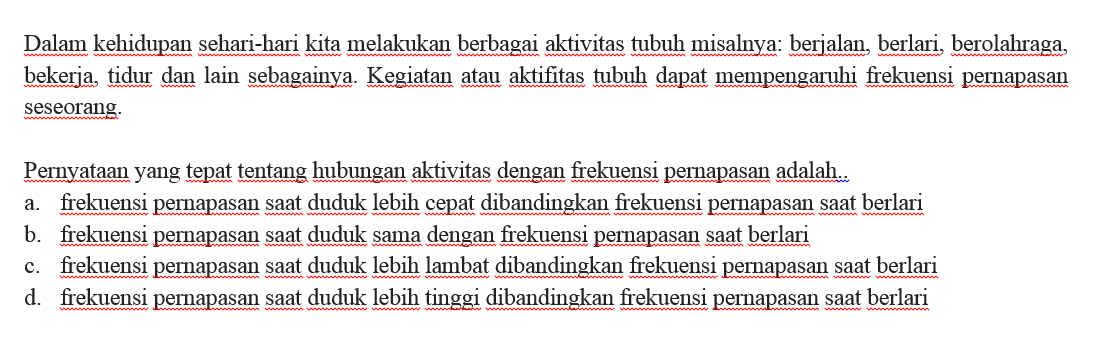 Dalam kehidupan sehari-hari kita melakukan berbagai aktivitas tubuh misalnya: berjalan, berlari, berolahraga,
bekerja, tidur dan lain sebagainya. Kegiatan atau aktifitas tubuh dapat mempengaruhi frekuensi pernapasan
seseorang.
Pernyataan yang tepat tentang hubungan aktivitas dengan frekuensi pernapasan adalah..
a. frekuensi pernapasan saat duduk lebih cepat dibandingkan frekuensi pernapasan saat berlari
b. frekuensi pernapasan saat duduk sama dengan frekuensi pernapasan saat berlari
c. frekuensi pernapasan saat duduk lebih lambat dibandingkan frekuensi pernapasan saat berlari
d. frekuensi pernapasan saat duduk lebih tinggi dibandingkan frekuensi pernapasan saat berlari